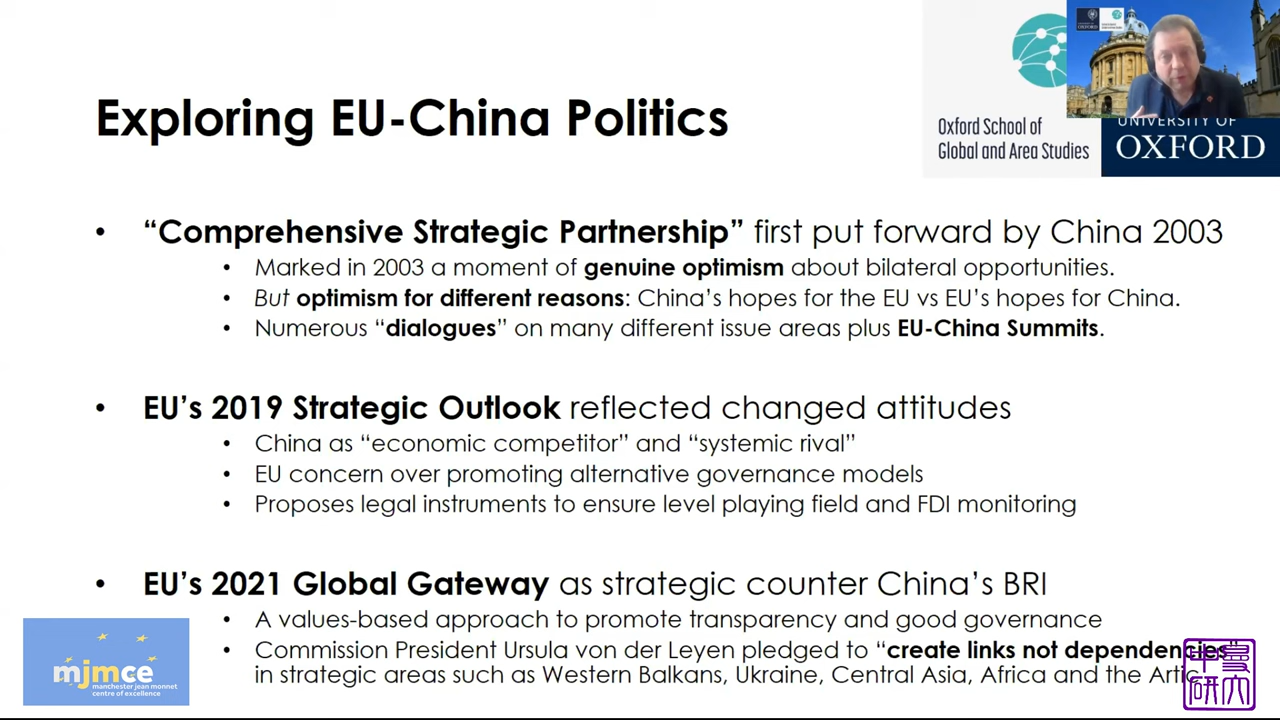 Exploring EU-China Politics
Oxford School of
Global and Area Studies
UNIVERSITY OF
OXFORD
OXFORD
• “Comprehensive Strategic Partnership” first put forward by China 2003
• Marked in 2003 a moment of genuine optimism about bilateral opportunities.
• But optimism for different reasons: China’s hopes for the EU vs EU’s hopes for China.
• Numerous “dialogues” on many different issue areas plus EU-China Summits.
• EU’s 2019 Strategic Outlook reflected changed attitudes
• China as “economic competitor” and “systemic rival”
• EU concern over promoting alternative governance models
• Proposes legal instruments to ensure level playing field and FDI monitoring
• EU’s 2021 Global Gateway as strategic counter China’s BRI
• A values-based approach to promote transparency and good governance
• Commission President Ursula von der Leyen pledged to “create links not dependencies”
in strategic areas such as Western Balkans, Ukraine, Central Asia, Africa and the Artic
mjmce
manchester jean monnet
centre of excellence